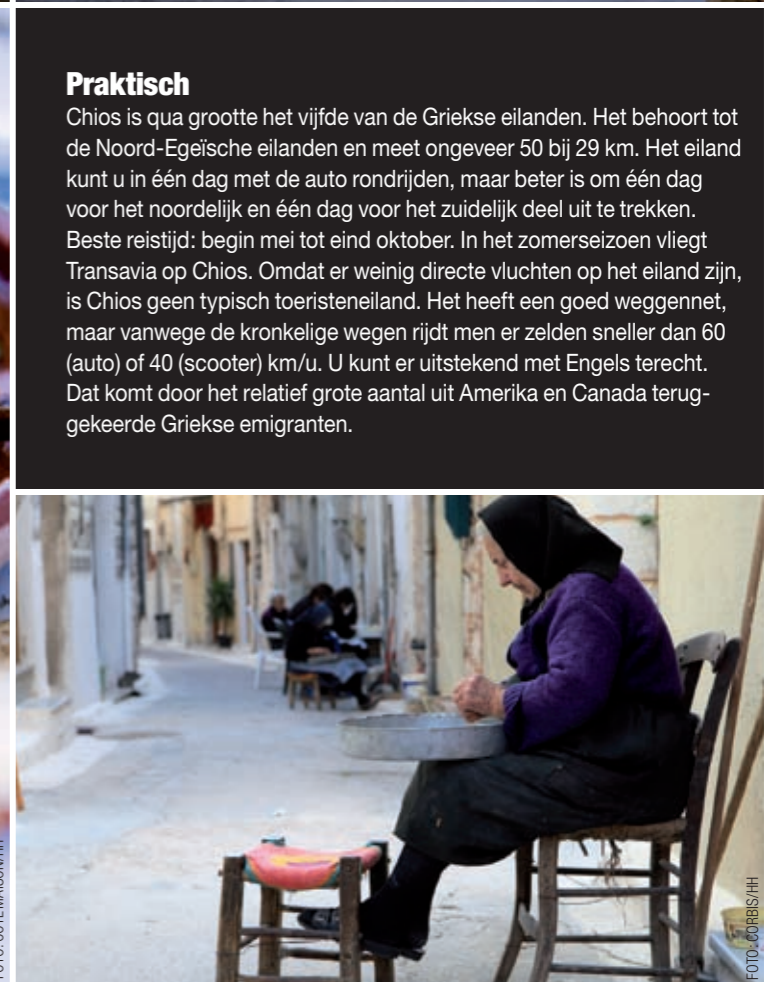 Praktisch
Chios is qua grootte het vijfde van de Griekse eilanden. Het behoort tot
de Noord-Egeïsche eilanden en meet ongeveer 50 bij 29 km. Het eiland
kunt u in één dag met de auto rondrijden, maar beter is om één dag
voor het noordelijk en één dag voor het zuidelijk deel uit te trekken.
Beste reistijd: begin mei tot eind oktober. In het zomerseizoen vliegt
Transavia op Chios. Omdat er weinig directe vluchten op het eiland zijn,
is Chios geen typisch toeristeneiland. Het heeft een goed weggennet,
maar vanwege de kronkelige wegen rijdt men er zelden sneller dan 60
(auto) of 40 (scooter) km/u. U kunt er uitstekend met Engels terecht.
Dat komt door het relatief grote aantal uit Amerika en Canada terug-
gekeerde Griekse emigranten.
FOTO: CORBIS/HH